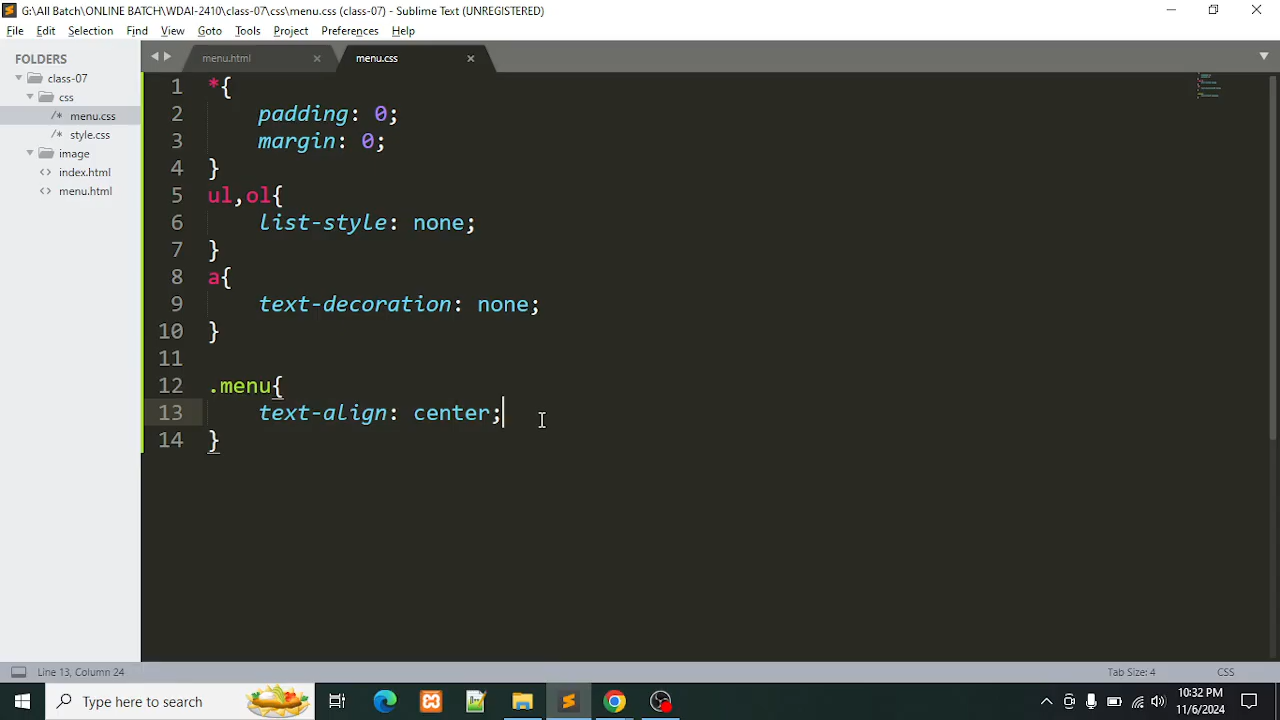 G:\All Batch\ONLINE BATCH\WDAI-2410\class-07\css\menu.css (class-07) - Sublime Text (UNREGISTERED)
File Edit Selection Find View Goto Tools Project Preferences Help
FOLDERS
class-07
css
/* menu.css
/* style.css
image
<> index.html
<> menu.html
menu.html
menu.css
1 *{
2 padding: 0;
3 margin: 0;
4 }
5 ul,ol{
6 list-style: none;
7 }
8 a{
9 text-decoration: none;
10 }
11
12 .menu{
13 text-align: center;
14 }
Line 13, Column 24
Tab Size: 4
CSS
Type here to search
10:32 PM
11/6/2024